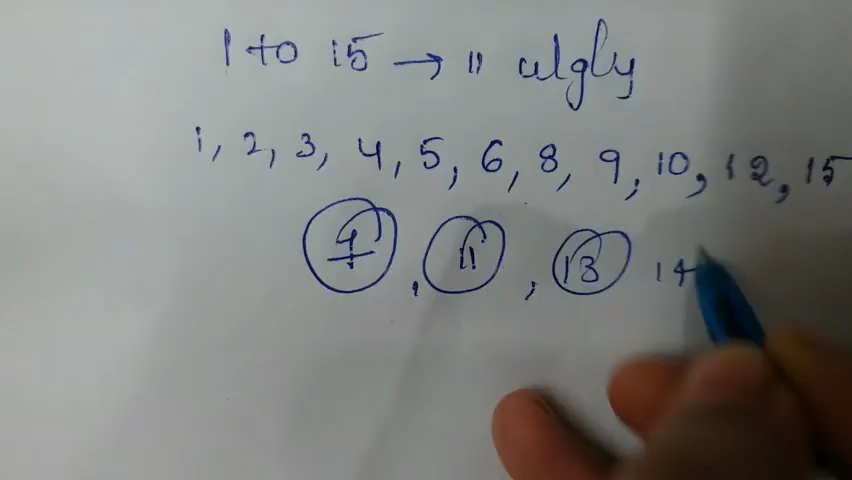 1 to 15 → 11 ulgly
1, 2, 3, 4, 5, 6, 8, 9, 10, 12, 15
7, 11, 13 14